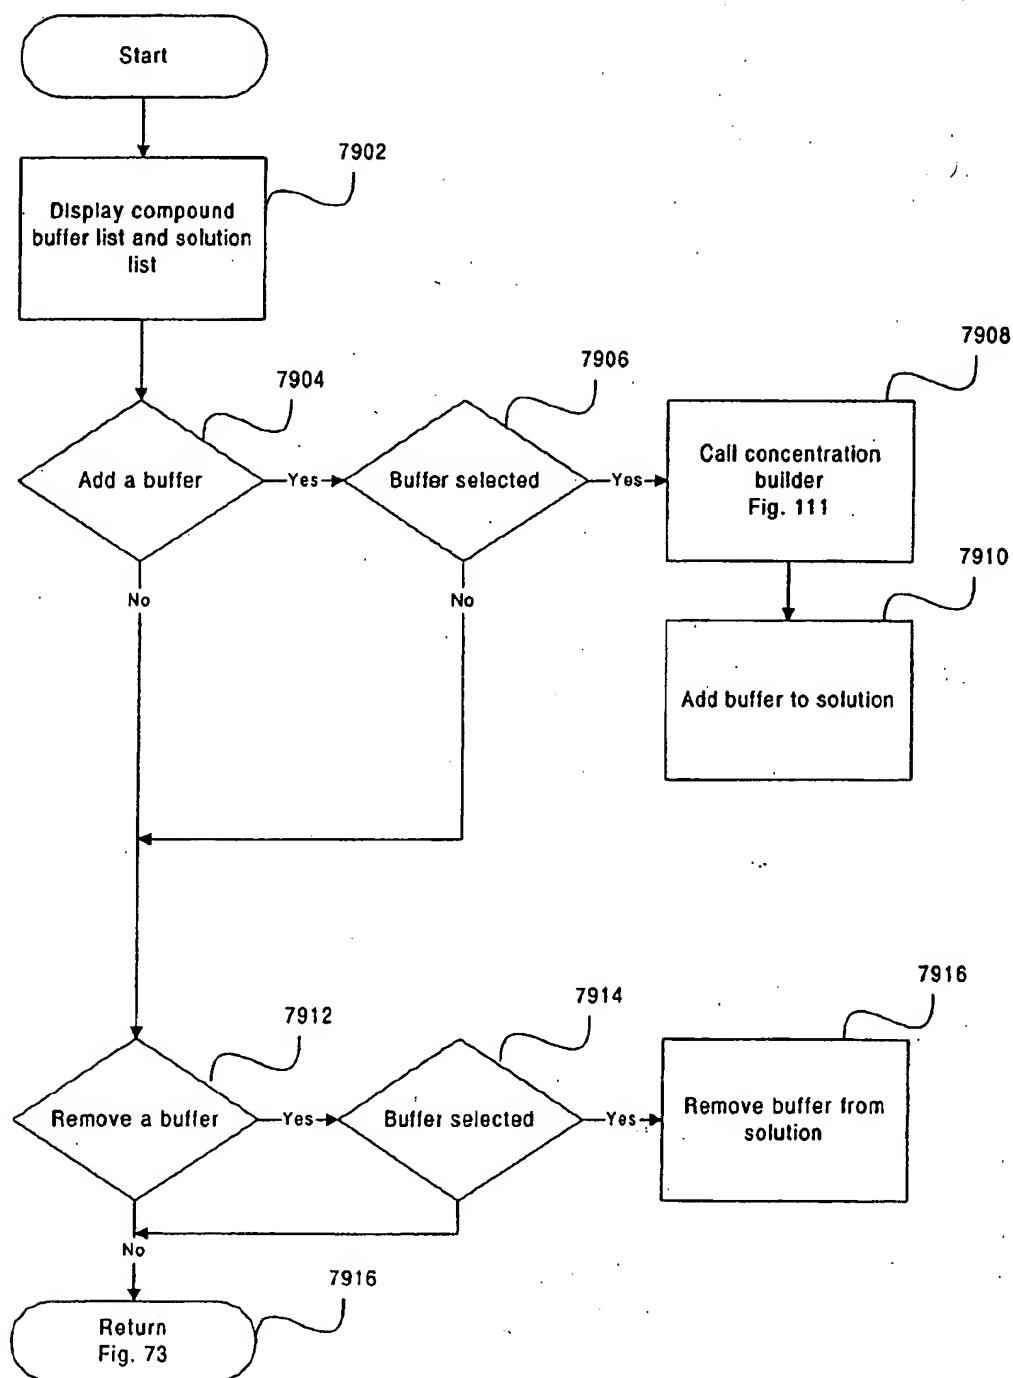 Start
7902
Display compound
buffer list and solution
list
7904
7906
7908
Add a buffer
Yes
Buffer selected
Yes
Call concentration
builder
Fig. 111
No
No
7910
Add buffer to solution
7912
7914
7916
Remove a buffer
Yes
Buffer selected
Yes
Remove buffer from
solution
No
7916
Return
Fig. 73